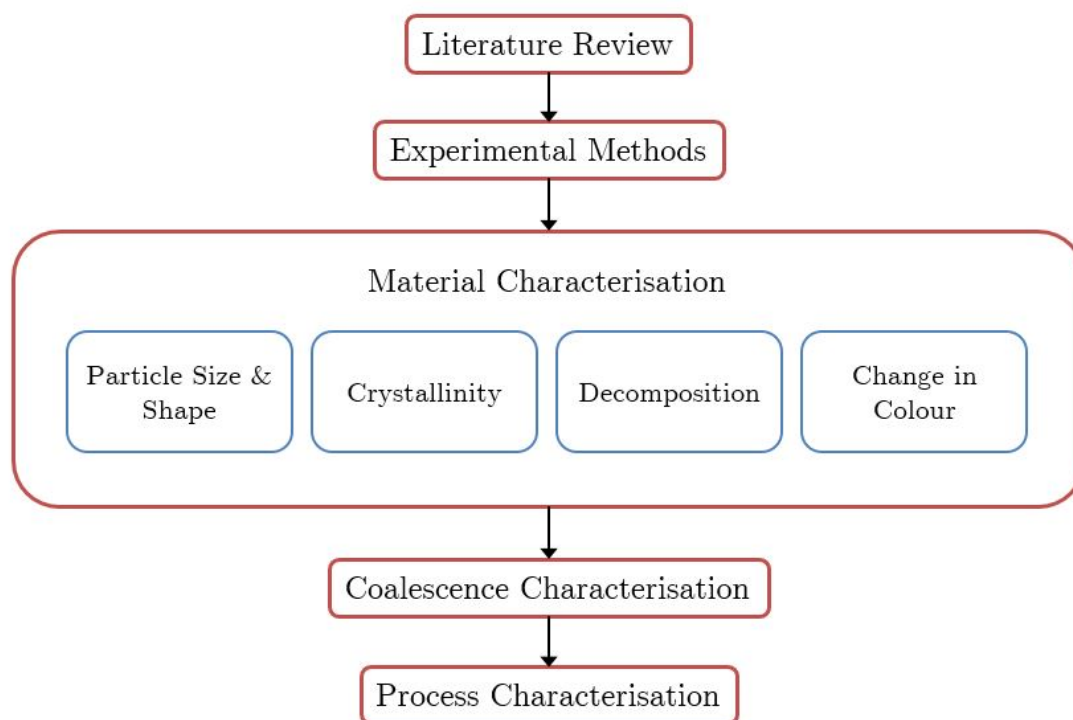 Literature Review
Experimental Methods
Material Characterisation
Particle Size &
Shape
Crystallinity
Decomposition
Change in
Colour
Coalescence Characterisation
Process Characterisation